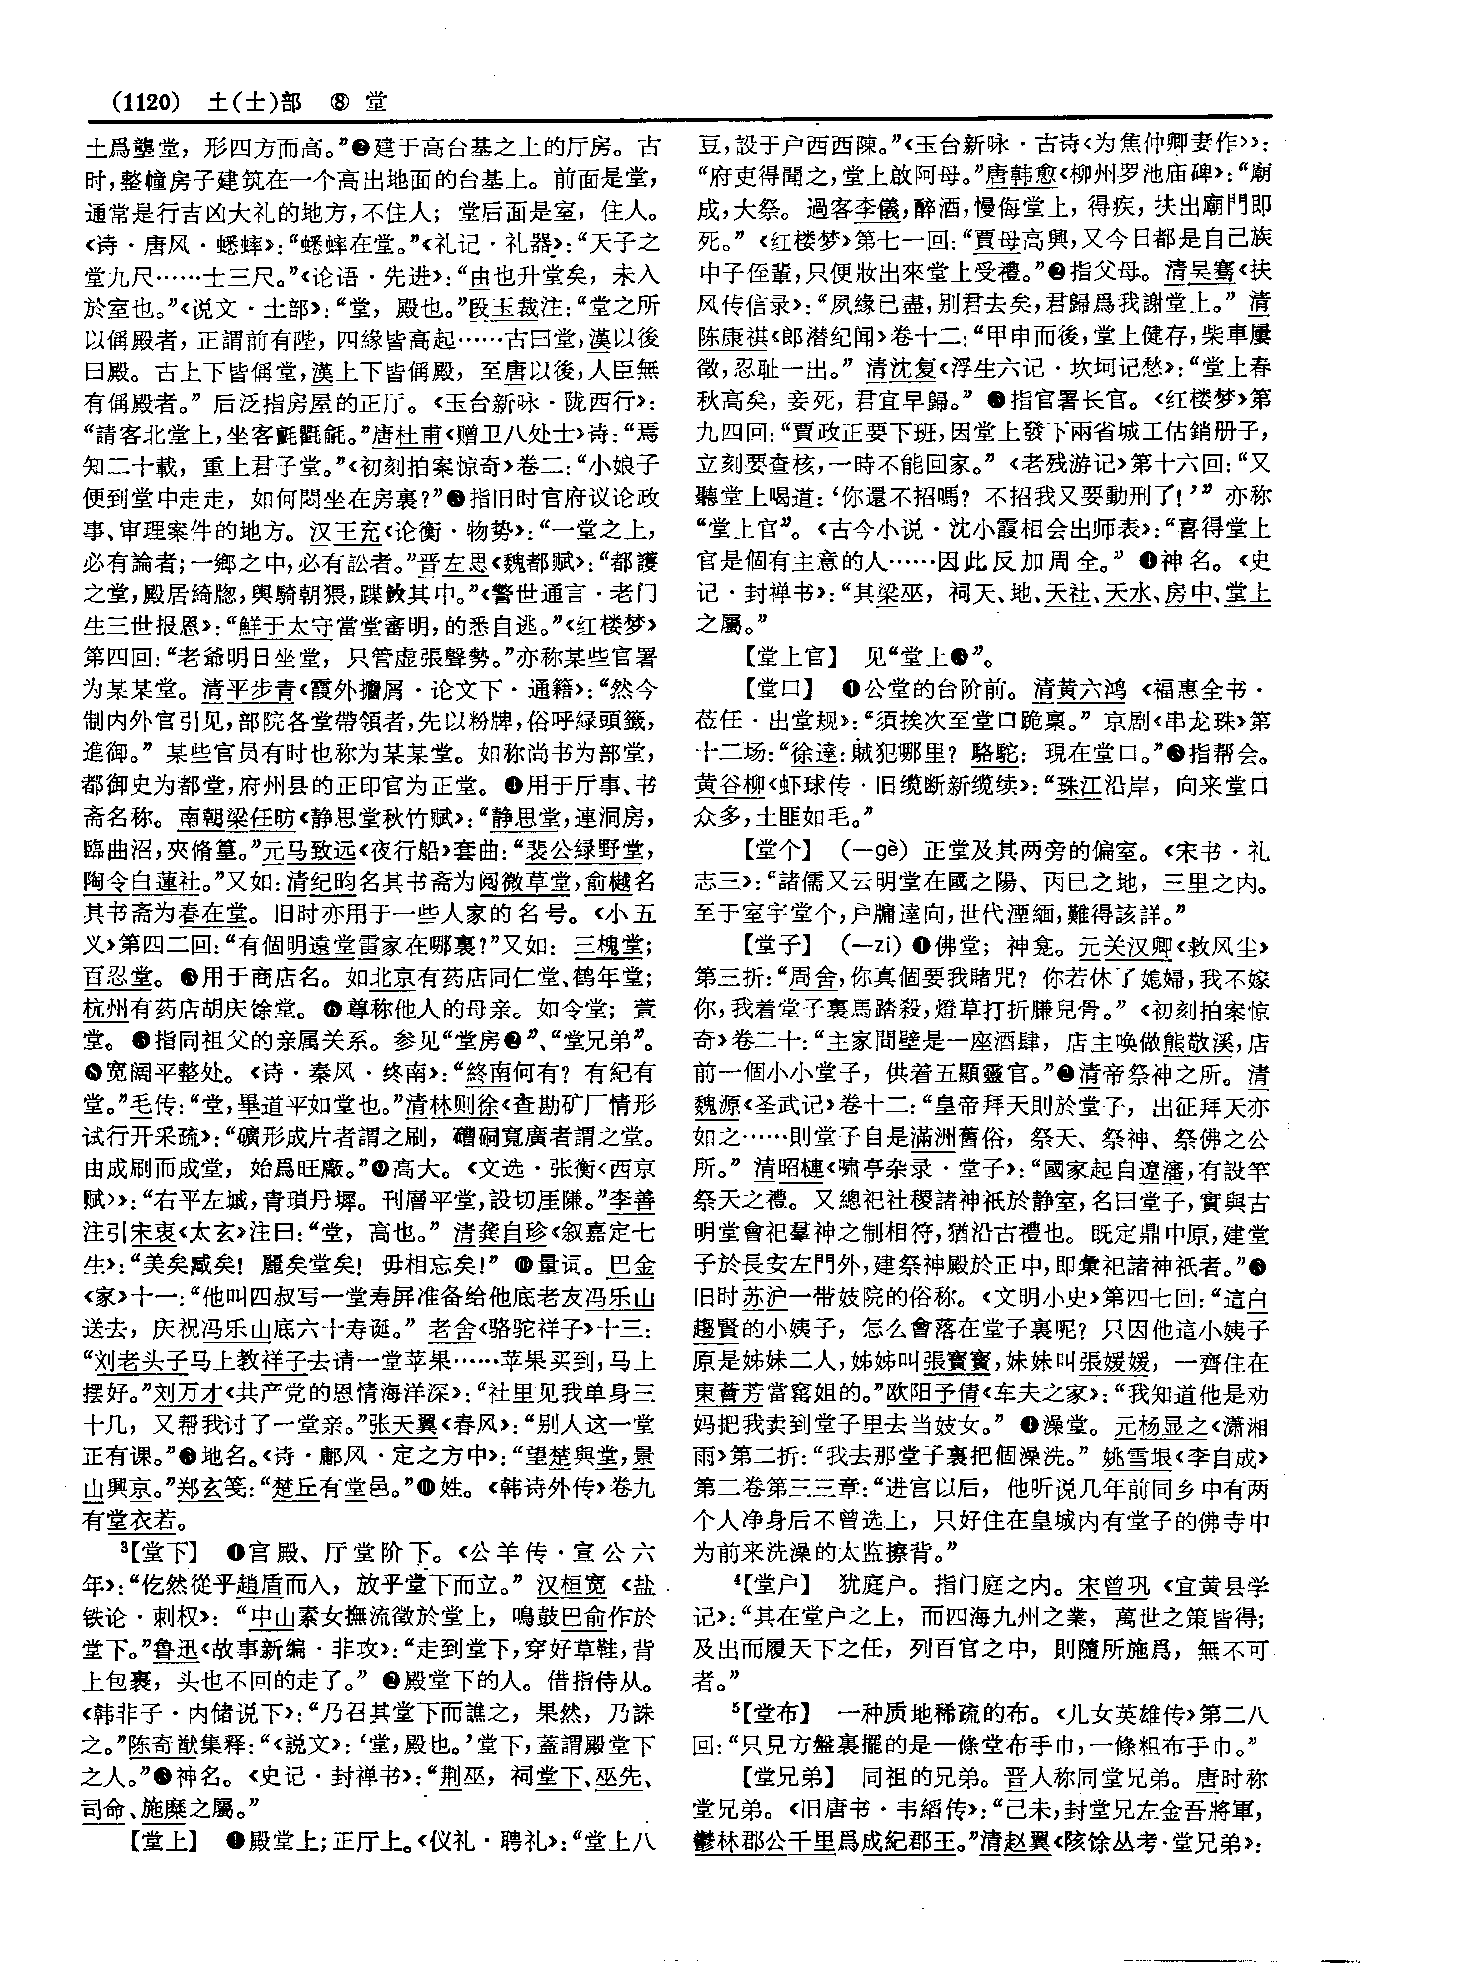 (1120) 土(士)部 ⑧ 堂
土爲壟堂，形四方而高。”❷建于高台基之上的厅房。古
时，整幢房子建筑在一个高出地面的台基上。前面是堂，
通常是行吉凶大礼的地方，不住人；堂后面是室，住人。
《诗·唐风·蟋蟀》：“蟋蟀在堂。”《礼记·礼器》：“天子之
堂九尺……士三尺。”《论语·先进》：“由也升堂矣，未入
於室也。”《说文·土部》：“堂，殿也。”段玉裁注：“堂之所
以偁殿者，正謂前有陛，四緣皆高起……古曰堂，漢以後
曰殿。古上下皆偁堂，漢上下皆偁殿，至唐以後，人臣無
有偁殿者。”后泛指房屋的正厅。《玉台新咏·陇西行》：
“請客北堂上，坐客氈氍毹。”唐杜甫《赠卫八处士》诗：“焉
知二十載，重上君子堂。”《初刻拍案惊奇》卷二：“小娘子
便到堂中走走，如何悶坐在房裏？”❸指旧时官府议论政
事、审理案件的地方。汉王充《论衡·物势》：“一堂之上，
必有論者；一鄉之中，必有訟者。”晋左思《魏都赋》：“都護
之堂，殿居綺牕，輿騎朝猥，蹀㪉其中。”《警世通言·老门
生三世报恩》：“鮮于太守當堂審明，的悉自逃。”《红楼梦》
第四回：“老爺明日坐堂，只管虛張聲勢。”亦称某些官署
为某某堂。清平步青《霞外攟屑·论文下·通籍》：“然今
制内外官引见，部院各堂帶領者，先以粉牌，俗呼緑頭籤，
進御。”某些官员有时也称为某某堂。如称尚书为部堂，
都御史为都堂，府州县的正印官为正堂。❹用于厅事、书
斋名称。南朝梁任昉《静思堂秋竹赋》：“静思堂，連洞房，
臨曲沼，夾脩篁。”元马致远《夜行船》套曲：“裴公緑野堂，
陶令白蓮社。”又如：清纪昀名其书斋为阅微草堂，俞樾名
其书斋为春在堂。旧时亦用于一些人家的名号。《小五
义》第四二回：“有個明遠堂雷家在哪裏？”又如：三槐堂；
百忍堂。❺用于商店名。如北京有药店同仁堂、鹤年堂；
杭州有药店胡庆馀堂。❻尊称他人的母亲。如令堂；萱
堂。❼指同祖父的亲属关系。参见“堂房❷”、“堂兄弟”。
❽宽阔平整处。《诗·秦风·终南》：“終南何有？有紀有
堂。”毛传：“堂，畢道平如堂也。”清林则徐《查勘矿厂情形
试行开采疏》：“礦形成片者謂之刷，礌硐寬廣者謂之堂。
由成刷而成堂，始爲旺廠。”❾高大。《文选·张衡〈西京
赋〉》：“右平左墄，青瑣丹墀。刊層平堂，設切厓隒。”李善
注引宋衷《太玄》注曰：“堂，高也。”清龚自珍《叙嘉定七
生》：“美矣臧矣！麗矣堂矣！毋相忘矣！”❿量词。巴金
《家》十一：“他叫四叔写一堂寿屏准备给他底老友冯乐山
送去，庆祝冯乐山底六十寿诞。”老舍《骆驼祥子》十三：
“刘老头子马上教祥子去请一堂苹果……苹果买到，马上
摆好。”刘万才《共产党的恩情海洋深》：“社里见我单身三
十几，又帮我讨了一堂亲。”张天翼《春风》：“别人这一堂
正有课。”⓫地名。《诗·鄘风·定之方中》：“望楚與堂，景
山與京。”郑玄笺：“楚丘有堂邑。”⓬姓。《韩诗外传》卷九
有堂衣若。
³【堂下】 ❶宫殿、厅堂阶下。《公羊传·宣公六
年》：“仡然從乎趙盾而入，放乎堂下而立。”汉桓宽《盐
铁论·刺权》：“中山素女撫流徵於堂上，鳴鼓巴俞作於
堂下。”鲁迅《故事新编·非攻》：“走到堂下，穿好草鞋，背
上包裹，头也不回的走了。”❷殿堂下的人。借指侍从。
《韩非子·内储说下》：“乃召其堂下而譙之，果然，乃誅
之。”陈奇猷集释：“《説文》：‘堂，殿也。’堂下，蓋謂殿堂下
之人。”❸神名。《史记·封禅书》：“荆巫，祠堂下、巫先、
司命、施糜之屬。”
【堂上】 ❶殿堂上；正厅上。《仪礼·聘礼》：“堂上八
豆，設于户西西陳。”《玉台新咏·古诗〈为焦仲卿妻作〉》：
“府吏得聞之，堂上啟阿母。”唐韩愈《柳州罗池庙碑》：“廟
成，大祭。過客李儀，醉酒，慢侮堂上，得疾，扶出廟門即
死。”《红楼梦》第七一回：“賈母高興，又今日都是自己族
中子侄輩，只便妝出來堂上受禮。”❷指父母。清吴骞《扶
风传信录》：“夙緣已盡，别君去矣，君歸爲我謝堂上。”清
陈康祺《郎潜纪闻》卷十二：“甲申而後，堂上健存，柴車屢
徵，忍耻一出。”清沈复《浮生六记·坎坷记愁》：“堂上春
秋高矣，妾死，君宜早歸。”❸指官署长官。《红楼梦》第
九四回：“賈政正要下班，因堂上發下兩省城工估銷册子，
立刻要查核，一時不能回家。”《老残游记》第十六回：“又
聽堂上喝道：‘你還不招嗎？不招我又要動刑了！’”亦称
“堂上官”。《古今小说·沈小霞相会出师表》：“喜得堂上
官是個有主意的人……因此反加周全。”❹神名。《史
记·封禅书》：“其梁巫，祠天、地、天社、天水、房中、堂上
之屬。”
【堂上官】 见“堂上❸”。
【堂口】 ❶公堂的台阶前。清黄六鸿《福惠全书·
莅任·出堂规》：“須挨次至堂口跪稟。”京剧《串龙珠》第
十二场：“徐達：賊犯哪里？駱駝：現在堂口。”❷指帮会。
黄谷柳《虾球传·旧缆断新缆续》：“珠江沿岸，向来堂口
众多，土匪如毛。”
【堂个】 （—gè）正堂及其两旁的偏室。《宋书·礼
志三》：“諸儒又云明堂在國之陽、丙巳之地，三里之内。
至于室宇堂个，户牖達向，世代湮緬，難得該詳。”
【堂子】 （—zi）❶佛堂；神龛。元关汉卿《救风尘》
第三折：“周舍，你真個要我賭咒？你若休了媳婦，我不嫁
你，我着堂子裏馬踏殺，燈草打折臁兒骨。”《初刻拍案惊
奇》卷二十：“主家間壁是一座酒肆，店主唤做熊敬溪，店
前一個小小堂子，供着五顯靈官。”❷清帝祭神之所。清
魏源《圣武记》卷十二：“皇帝拜天則於堂子，出征拜天亦
如之……則堂子自是滿洲舊俗，祭天、祭神、祭佛之公
所。”清昭梿《啸亭杂录·堂子》：“國家起自遼瀋，有設竿
祭天之禮。又總祀社稷諸神祇於静室，名曰堂子，實與古
明堂會祀羣神之制相符，猶沿古禮也。既定鼎中原，建堂
子於長安左門外，建祭神殿於正中，即彙祀諸神祇者。”❸
旧时苏沪一带妓院的俗称。《文明小史》第四七回：“這白
趨賢的小姨子，怎么會落在堂子裏呢？只因他這小姨子
原是姊妹二人，姊姊叫張寶寶，妹妹叫張媛媛，一齊住在
東薈芳當窰姐的。”欧阳予倩《车夫之家》：“我知道他是劝
妈把我卖到堂子里去当妓女。”❹澡堂。元杨显之《潇湘
雨》第二折：“我去那堂子裏把個澡洗。”姚雪垠《李自成》
第二卷第三三章：“进宫以后，他听说几年前同乡中有两
个人净身后不曾选上，只好住在皇城内有堂子的佛寺中
为前来洗澡的太监擦背。”
⁴【堂户】 犹庭户。指门庭之内。宋曾巩《宜黄县学
记》：“其在堂户之上，而四海九州之業，萬世之策皆得；
及出而履天下之任，列百官之中，則隨所施爲，無不可
者。”
⁵【堂布】 一种质地稀疏的布。《儿女英雄传》第二八
回：“只見方盤裏擺的是一條堂布手巾，一條粗布手巾。”
【堂兄弟】 同祖的兄弟。晋人称同堂兄弟。唐时称
堂兄弟。《旧唐书·韦縚传》：“己未，封堂兄左金吾將軍，
鬱林郡公千里爲成紀郡王。”清赵翼《陔馀丛考·堂兄弟》：